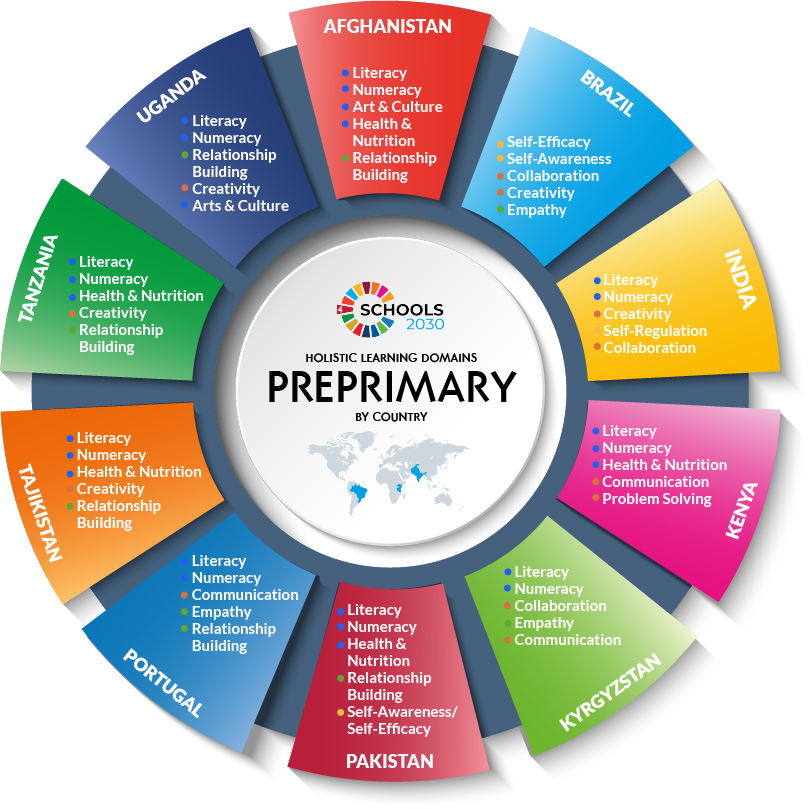 AFGHANISTAN
Literacy
Numeracy
Art & Culture
Health &
Nutrition
Relationship
Building
BRAZIL
Self-Efficacy
Self-Awareness
Collaboration
Creativity
Empathy
INDIA
Literacy
Numeracy
Creativity
Self-Regulation
Collaboration
KENYA
Literacy
Numeracy
Health & Nutrition
Communication
Problem Solving
KYRGYZSTAN
Literacy
Numeracy
Collaboration
Empathy
Communication
PAKISTAN
Literacy
Numeracy
Health &
Nutrition
Relationship
Building
Self-Awareness/
Self-Efficacy
PORTUGAL
Literacy
Numeracy
Communication
Empathy
Relationship
Building
TAJIKISTAN
Literacy
Numeracy
Health & Nutrition
Creativity
Relationship
Building
TANZANIA
Literacy
Numeracy
Health & Nutrition
Creativity
Relationship
Building
UGANDA
Literacy
Numeracy
Relationship
Building
Creativity
Arts & Culture
SCHOOLS
2030
HOLISTIC LEARNING DOMAINS
PREPRIMARY
BY COUNTRY